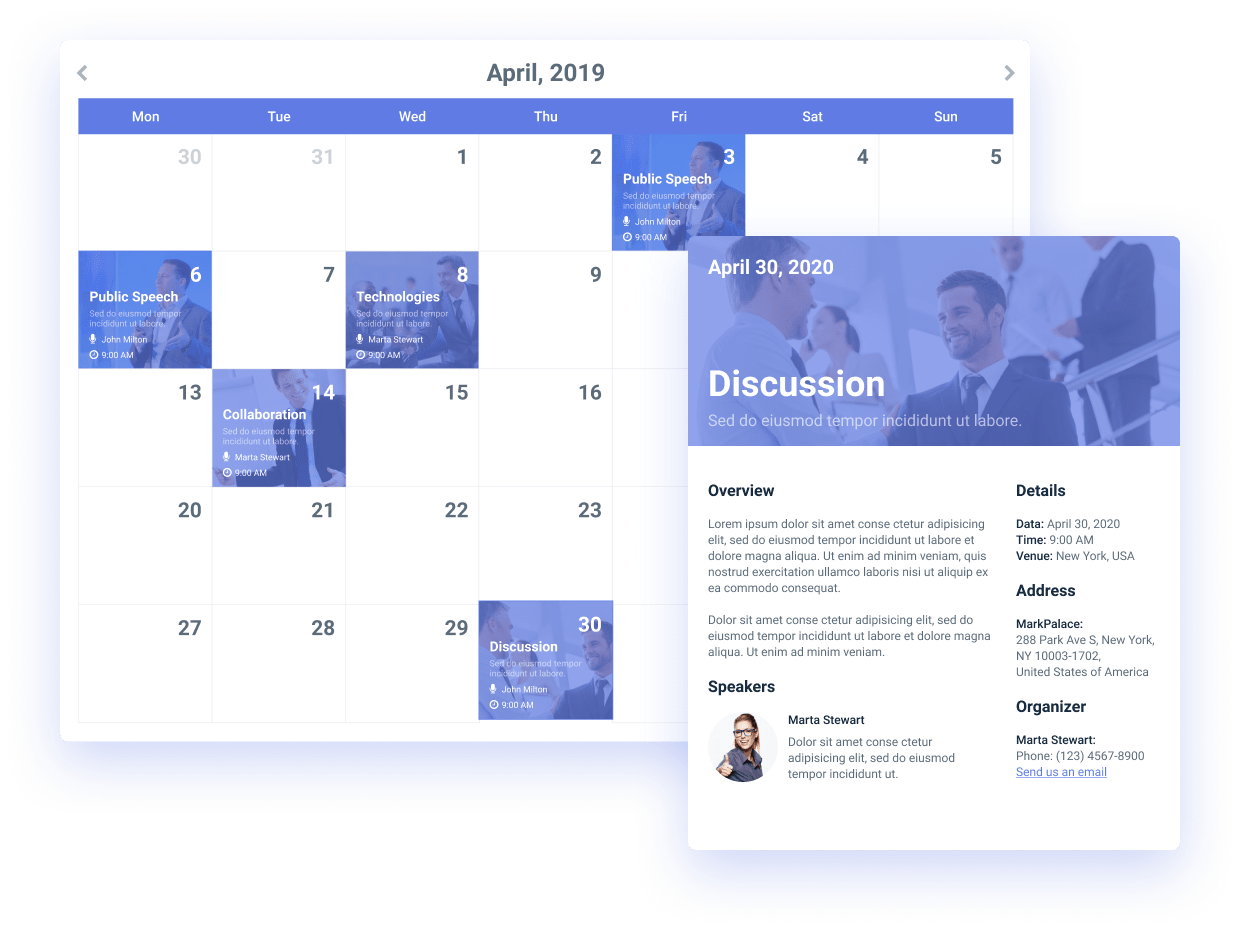 April, 2019
Mon Tue Wed Thu Fri Sat Sun
30 31 1 2 3 4 5
Public Speech
Sed do eiusmod tempor
incididunt ut labore.
John Milton
9:00 AM
6 7 8 9
Public Speech
Sed do eiusmod tempor
incididunt ut labore.
John Milton
9:00 AM
Technologies
Sed do eiusmod tempor
incididunt ut labore.
Marta Stewart
9:00 AM
13 14 15 16
Collaboration
Sed do eiusmod tempor
incididunt ut labore.
Marta Stewart
9:00 AM
20 21 22 23
27 28 29 30
Discussion
Sed do eiusmod tempor
incididunt ut labore.
John Milton
9:00 AM
April 30, 2020
Discussion
Sed do eiusmod tempor incididunt ut labore.
Overview
Lorem ipsum dolor sit amet conse ctetur adipisicing
elit, sed do eiusmod tempor incididunt ut labore et
dolore magna aliqua. Ut enim ad minim veniam, quis
nostrud exercitation ullamco laboris nisi ut aliquip ex
ea commodo consequat.
Dolor sit amet conse ctetur adipisicing elit, sed do
eiusmod tempor incididunt ut labore et dolore magna
aliqua. Ut enim ad minim veniam.
Speakers
Marta Stewart
Dolor sit amet conse ctetur
adipisicing elit, sed do eiusmod
tempor incididunt ut.
Details
Data: April 30, 2020
Time: 9:00 AM
Venue: New York, USA
Address
MarkPalace:
288 Park Ave S, New York,
NY 10003-1702,
United States of America
Organizer
Marta Stewart:
Phone: (123) 4567-8900
Send us an email